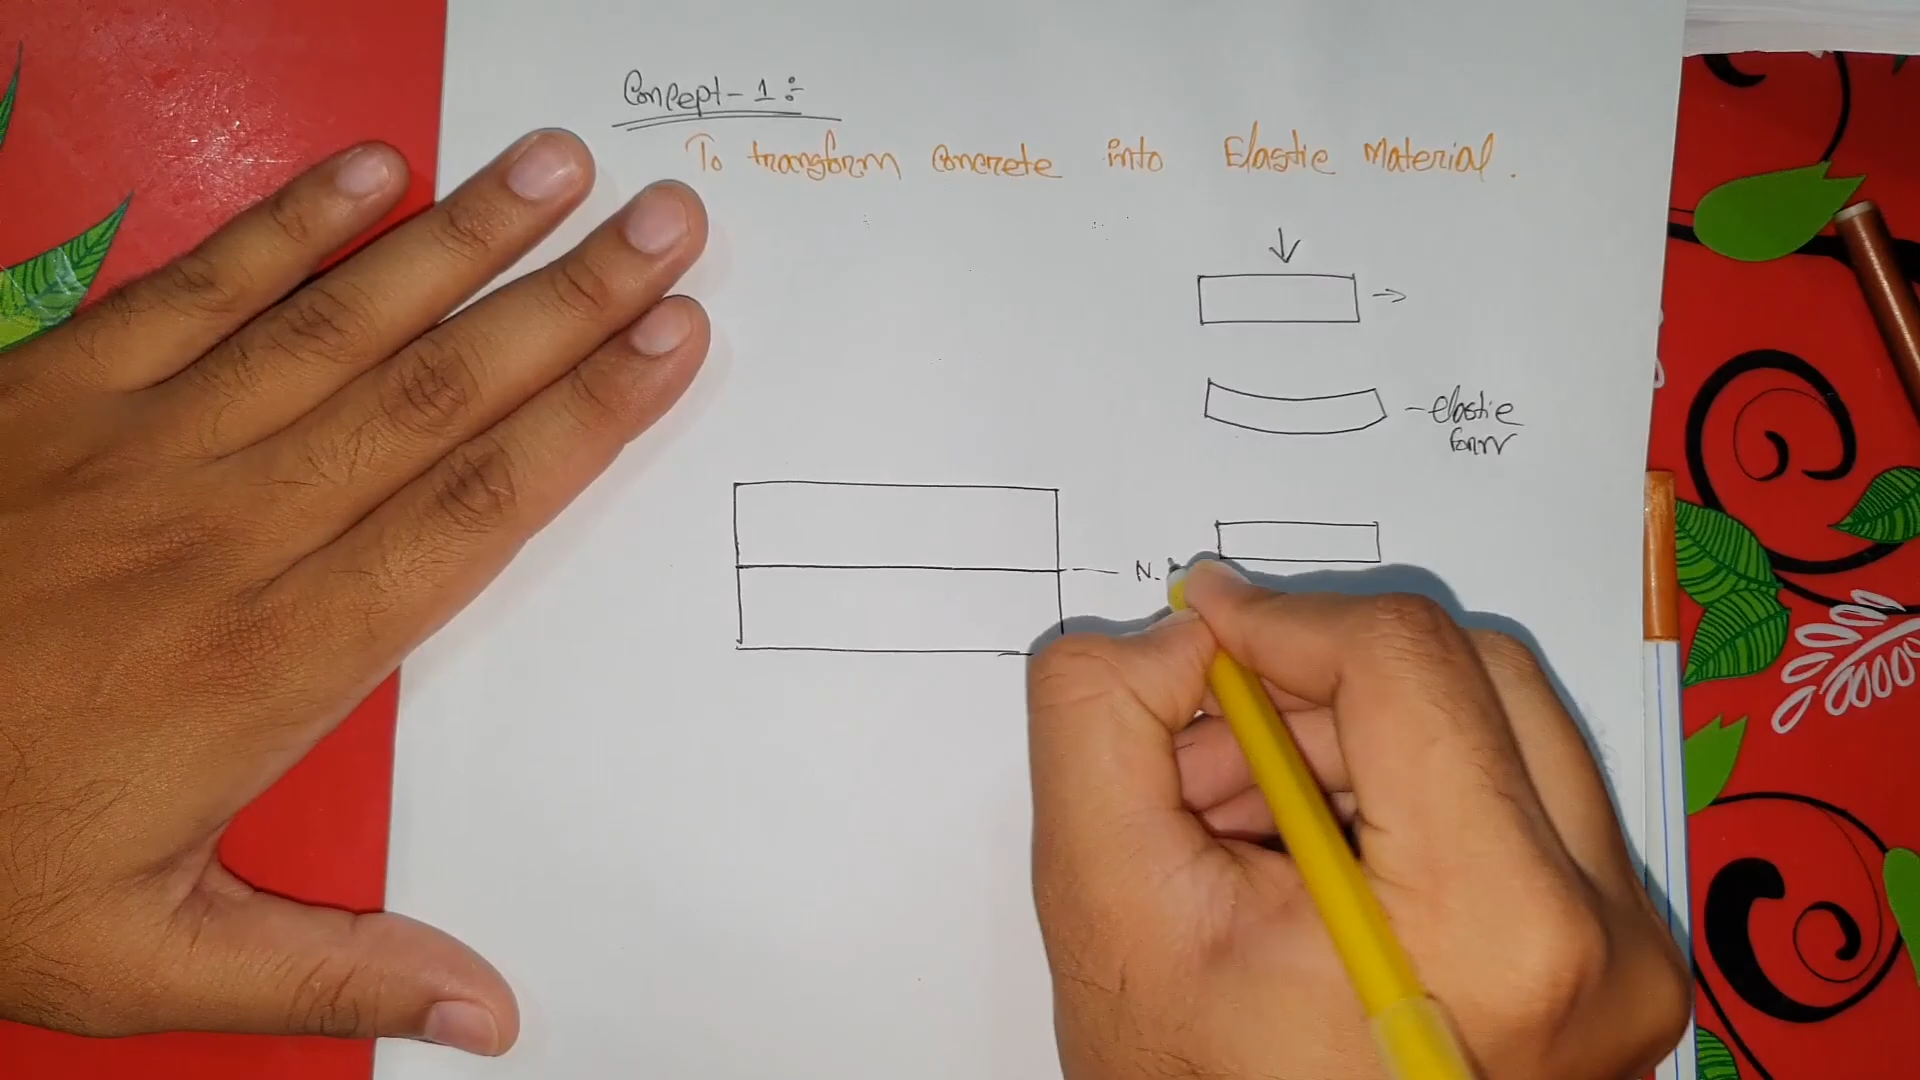 Concept - 1 :-
To transform concrete into Elastic Material.
- elastic
form
N.